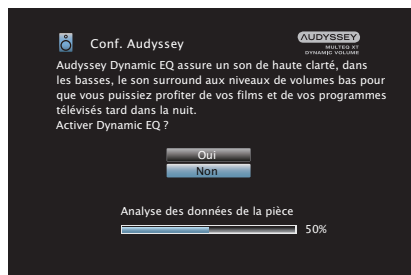 Conf. Audyssey
AUDYSSEY
MULTEQ XT
DYNAMIC VOLUME
Audyssey Dynamic EQ assure un son de haute clarté, dans
les basses, le son surround aux niveaux de volumes bas pour
que vous puissiez profiter de vos films et de vos programmes
télévisés tard dans la nuit.
Activer Dynamic EQ ?
Oui
Non
Analyse des données de la pièce
50%